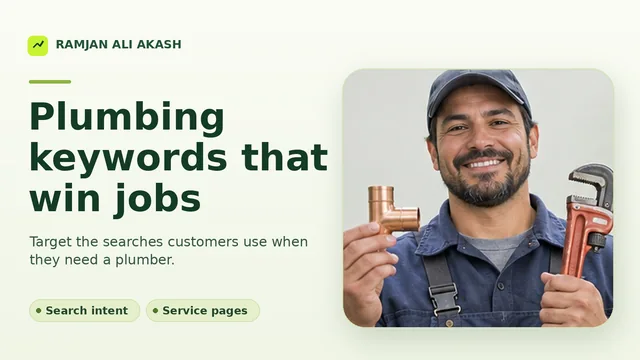 RAMJAN ALI AKASH
Plumbing
keywords that
win jobs
Target the searches customers use when
they need a plumber.
Search intent
Service pages